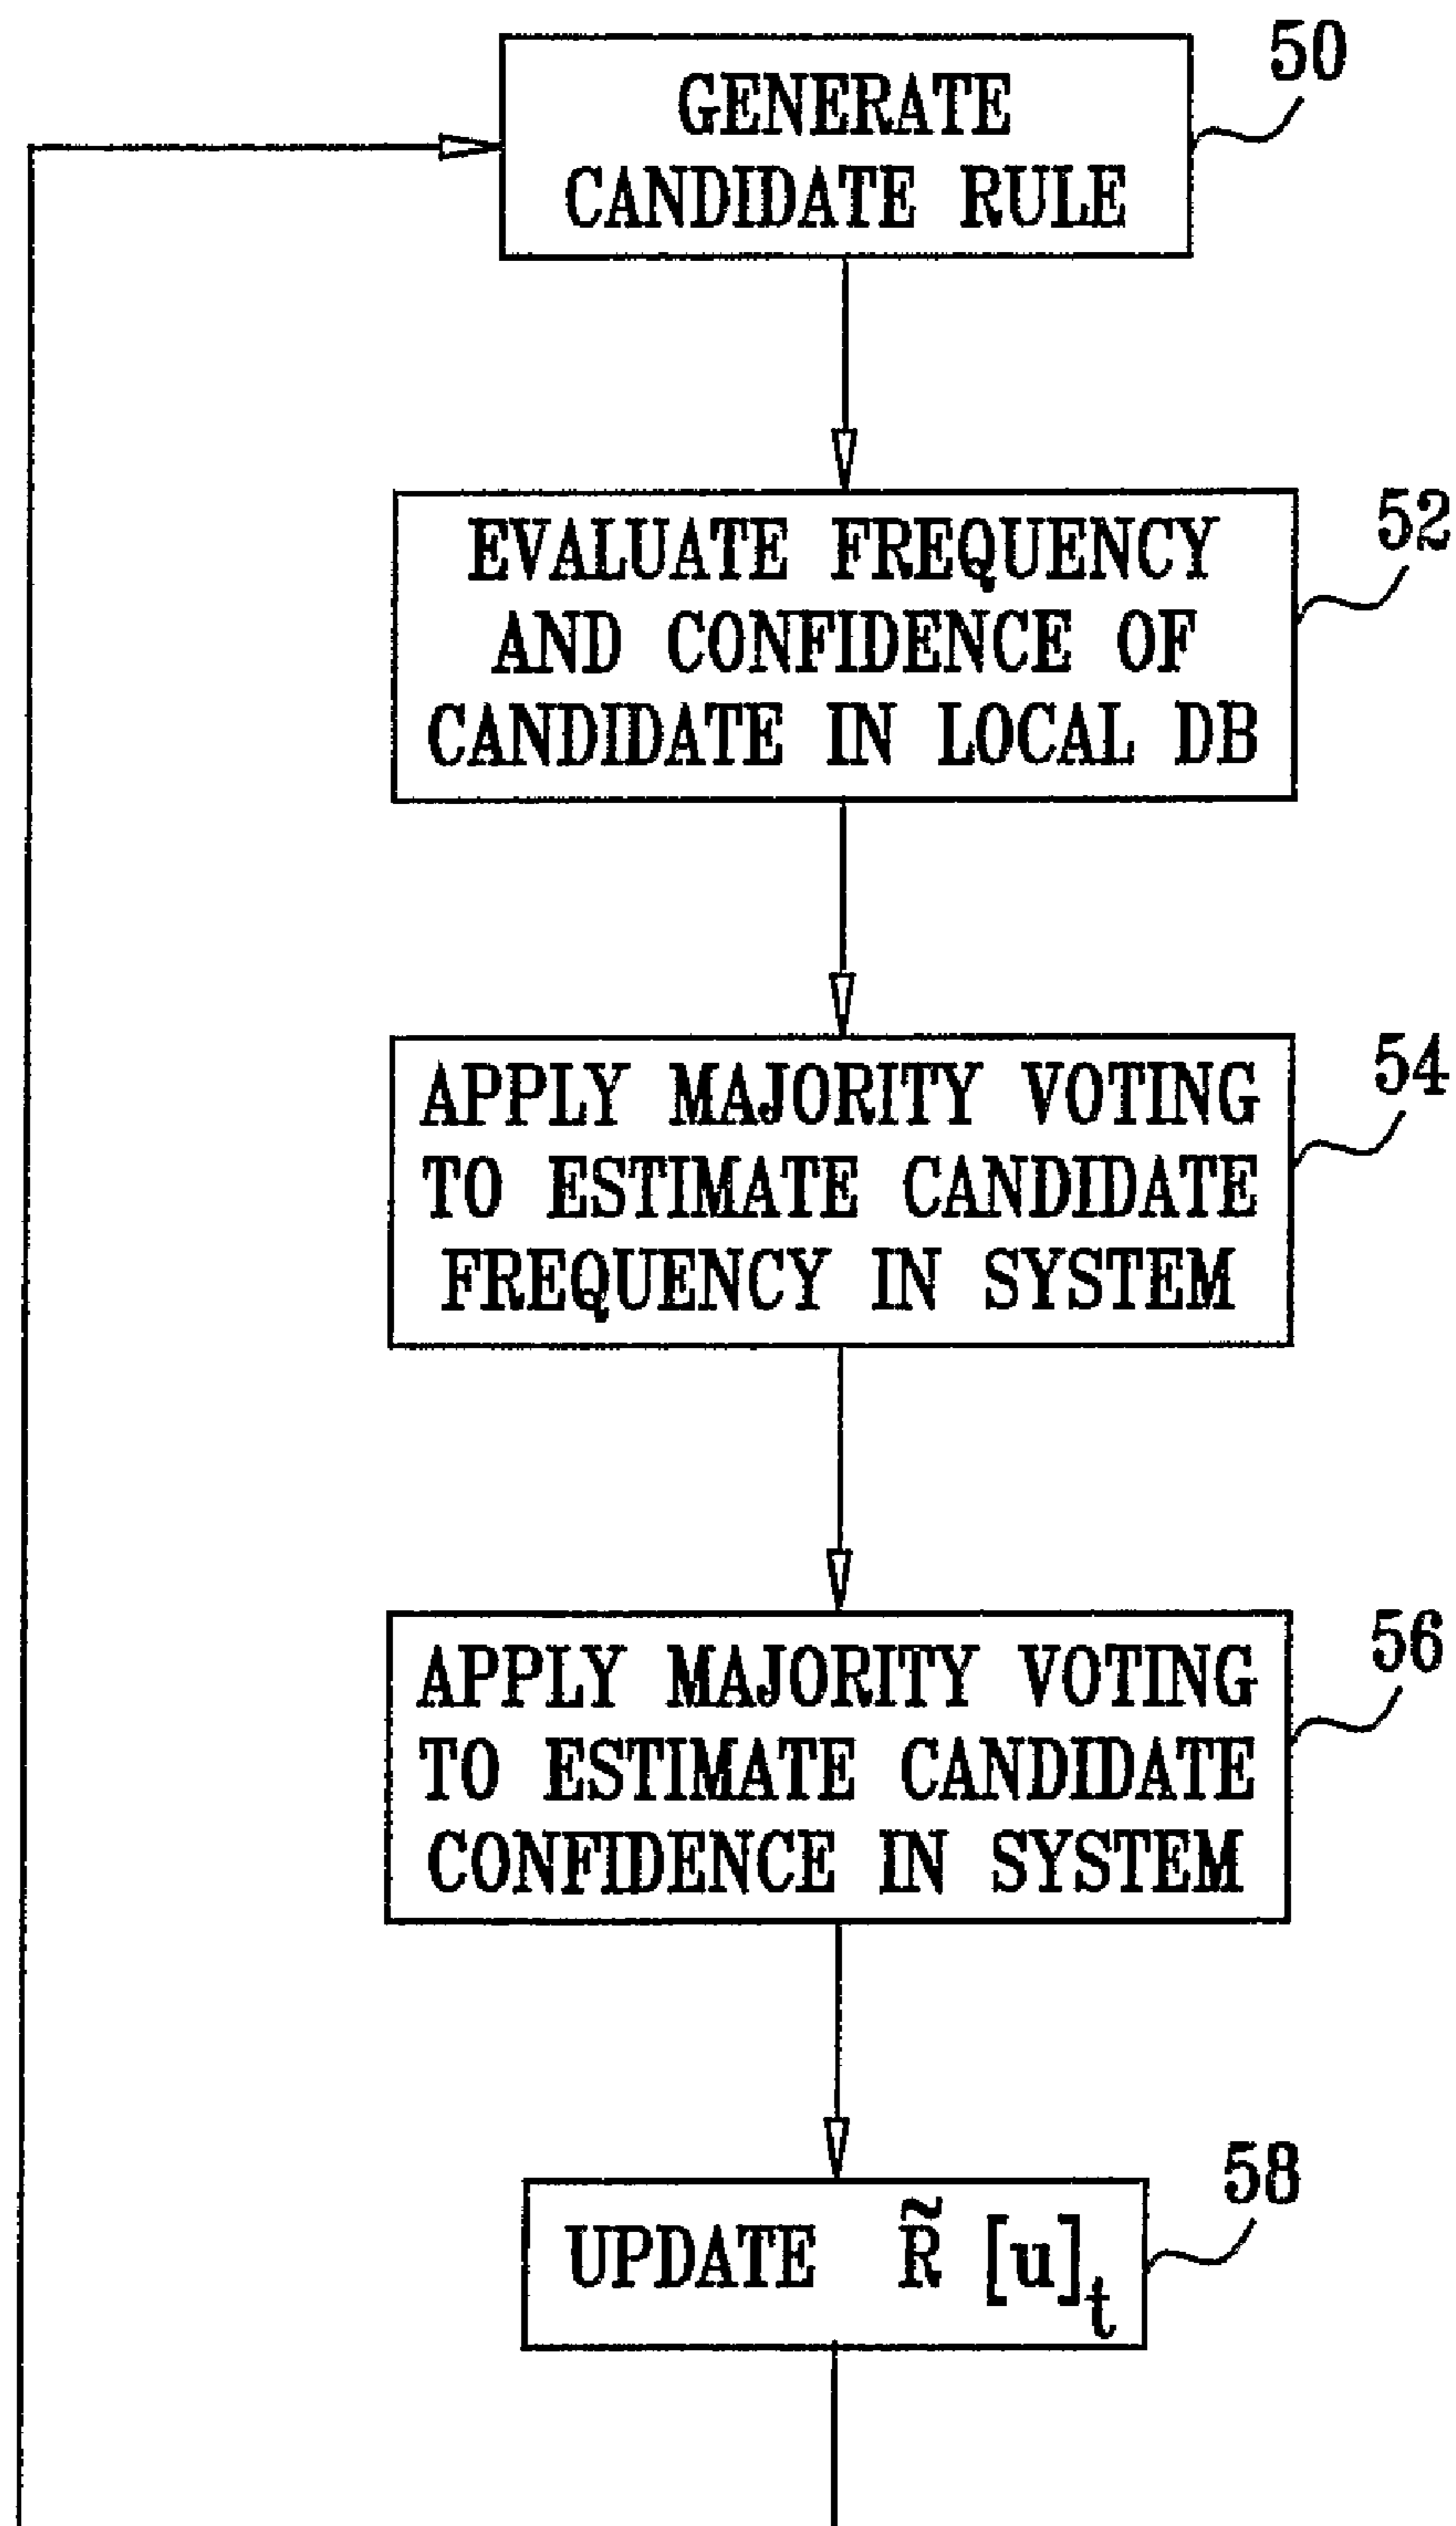 50
GENERATE
CANDIDATE RULE
52
EVALUATE FREQUENCY
AND CONFIDENCE OF
CANDIDATE IN LOCAL DB
54
APPLY MAJORITY VOTING
TO ESTIMATE CANDIDATE
FREQUENCY IN SYSTEM
56
APPLY MAJORITY VOTING
TO ESTIMATE CANDIDATE
CONFIDENCE IN SYSTEM
58
UPDATE R̃ [u]t